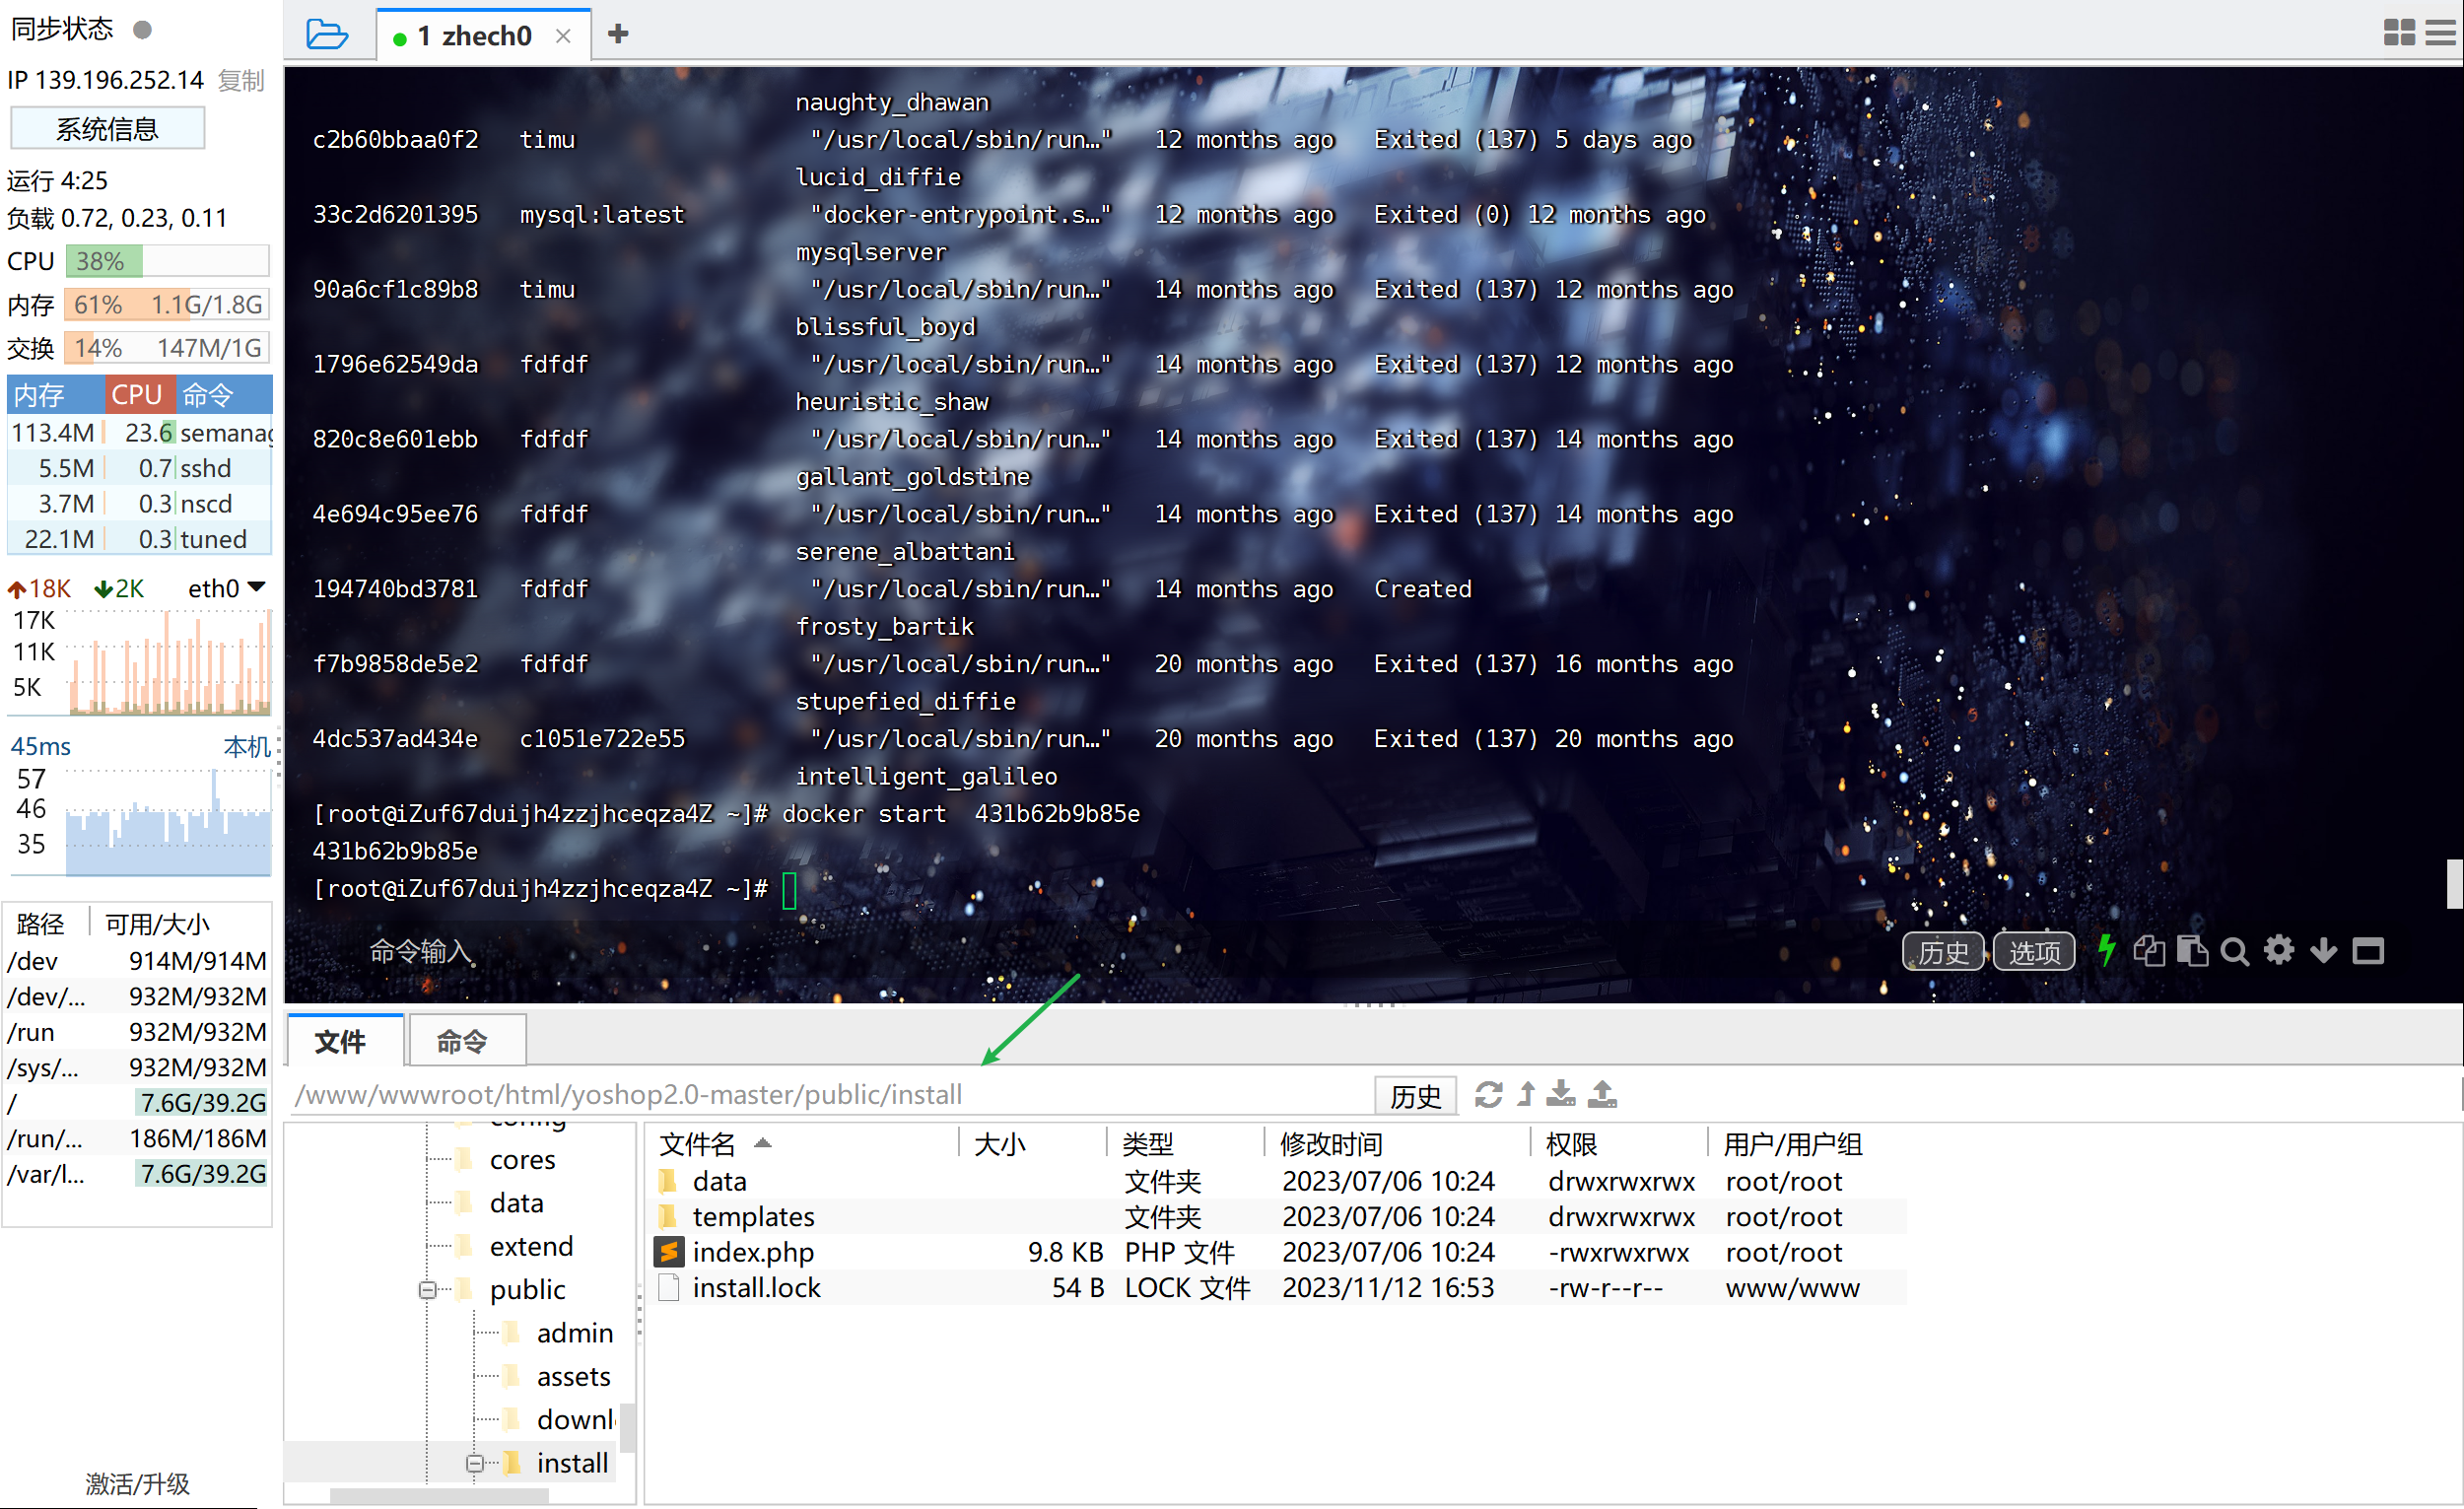 同步状态
IP 139.196.252.14 复制
系统信息
运行 4:25
负载 0.72, 0.23, 0.11
CPU 38%
内存 61% 1.1G/1.8G
交换 14% 147M/1G
内存 CPU 命令
113.4M 23.6 semanag
5.5M 0.7 sshd
3.7M 0.3 nscd
22.1M 0.3 tuned
18K 2K eth0
17K
11K
5K
45ms 本机
57
46
35
路径 可用/大小
/dev 914M/914M
/dev/... 932M/932M
/run 932M/932M
/sys/... 932M/932M
/ 7.6G/39.2G
/run/... 186M/186M
/var/l... 7.6G/39.2G
激活/升级
1 zhech0
naughty_dhawan
c2b60bbaa0f2 timu "/usr/local/sbin/run…" 12 months ago Exited (137) 5 days ago
lucid_diffie
33c2d6201395 mysql:latest "docker-entrypoint.s…" 12 months ago Exited (0) 12 months ago
mysqlserver
90a6cf1c89b8 timu "/usr/local/sbin/run…" 14 months ago Exited (137) 12 months ago
blissful_boyd
1796e62549da fdfdf "/usr/local/sbin/run…" 14 months ago Exited (137) 12 months ago
heuristic_shaw
820c8e601ebb fdfdf "/usr/local/sbin/run…" 14 months ago Exited (137) 14 months ago
gallant_goldstine
4e694c95ee76 fdfdf "/usr/local/sbin/run…" 14 months ago Exited (137) 14 months ago
serene_albattani
194740bd3781 fdfdf "/usr/local/sbin/run…" 14 months ago Created
frosty_bartik
f7b9858de5e2 fdfdf "/usr/local/sbin/run…" 20 months ago Exited (137) 16 months ago
stupefied_diffie
4dc537ad434e c1051e722e55 "/usr/local/sbin/run…" 20 months ago Exited (137) 20 months ago
intelligent_galileo
[root@iZuf67duijh4zzjhceqza4Z ~]# docker start 431b62b9b85e
431b62b9b85e
[root@iZuf67duijh4zzjhceqza4Z ~]#
命令输入
历史 选项
文件 命令
/www/wwwroot/html/yoshop2.0-master/public/install 历史
config
cores
data
extend
public
admin
assets
downl
install
文件名 大小 类型 修改时间 权限 用户/用户组
data 文件夹 2023/07/06 10:24 drwxrwxrwx root/root
templates 文件夹 2023/07/06 10:24 drwxrwxrwx root/root
index.php 9.8 KB PHP 文件 2023/07/06 10:24 -rwxrwxrwx root/root
install.lock 54 B LOCK 文件 2023/11/12 16:53 -rw-r--r-- www/www